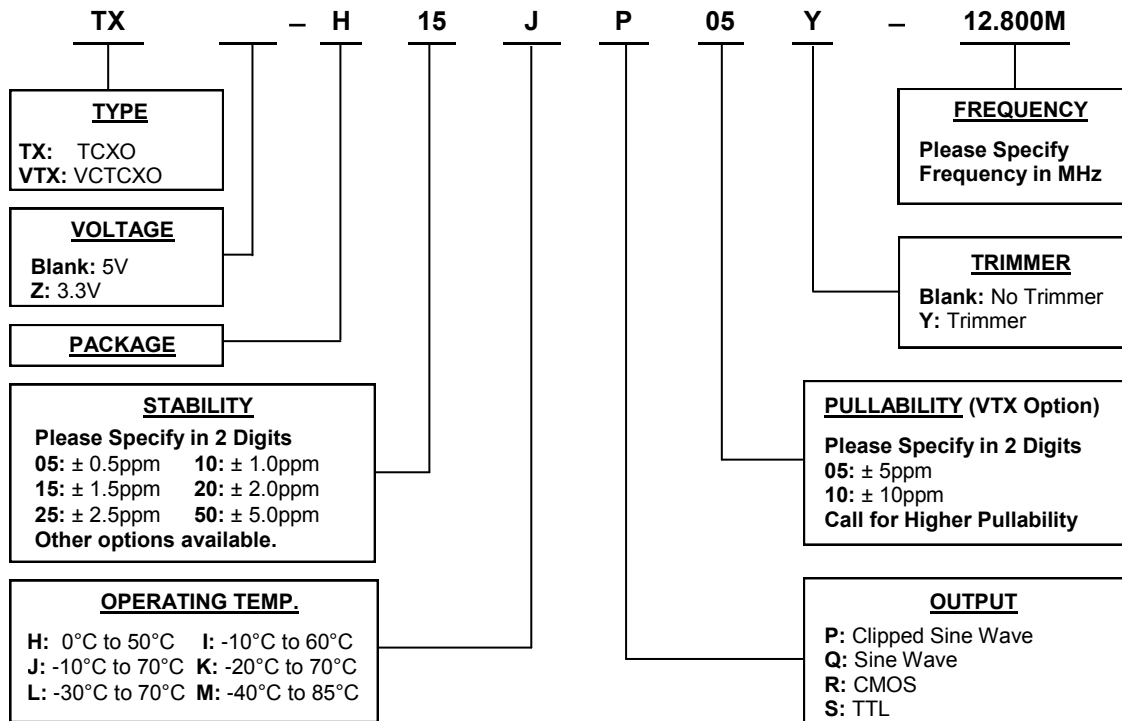 TX – H 15 J P 05 Y – 12.800M
TYPE
TX: TCXO
VTX: VCTCXO
VOLTAGE
Blank: 5V
Z: 3.3V
PACKAGE
STABILITY
Please Specify in 2 Digits
05: ± 0.5ppm 10: ± 1.0ppm
15: ± 1.5ppm 20: ± 2.0ppm
25: ± 2.5ppm 50: ± 5.0ppm
Other options available.
OPERATING TEMP.
H: 0°C to 50°C I: -10°C to 60°C
J: -10°C to 70°C K: -20°C to 70°C
L: -30°C to 70°C M: -40°C to 85°C
FREQUENCY
Please Specify
Frequency in MHz
TRIMMER
Blank: No Trimmer
Y: Trimmer
PULLABILITY (VTX Option)
Please Specify in 2 Digits
05: ± 5ppm
10: ± 10ppm
Call for Higher Pullability
OUTPUT
P: Clipped Sine Wave
Q: Sine Wave
R: CMOS
S: TTL